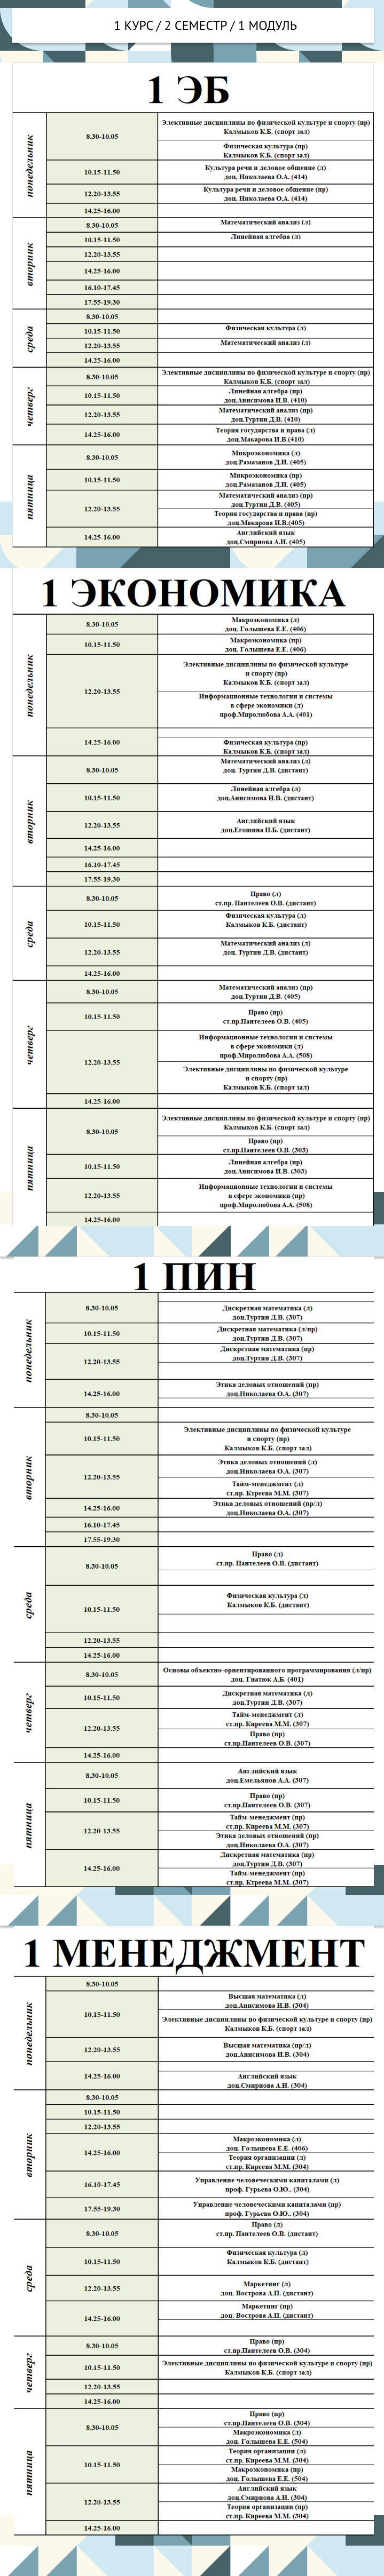 1 КУРС / 2 СЕМЕСТР / 1 МОДУЛЬ
1 ЭБ
понедельник
8.30-10.05
Элективные дисциплины по физической культуре и спорту (пр)
Калмыков К.Б. (спорт зал)
Физическая культура (пр)
Калмыков К.Б. (спорт зал)
10.15-11.50
Культура речи и деловое общение (л)
доц. Николаева О.А. (414)
12.20-13.55
Культура речи и деловое общение (пр)
доц. Николаева О.А. (414)
14.25-16.00
вторник
8.30-10.05
Математический анализ (л)
10.15-11.50
Линейная алгебра (л)
12.20-13.55
14.25-16.00
16.10-17.45
17.55-19.30
среда
8.30-10.05
10.15-11.50
Физическая культура (л)
12.20-13.55
Математический анализ (л)
14.25-16.00
четверг
8.30-10.05
Элективные дисциплины по физической культуре и спорту (пр)
Калмыков К.Б. (спорт зал)
10.15-11.50
Линейная алгебра (пр)
доц.Анисимова И.В. (410)
12.20-13.55
Математический анализ (пр)
доц.Туртин Д.В. (410)
14.25-16.00
Теория государства и права (л)
доц.Макарова И.В.(410)
пятница
8.30-10.05
Микроэкономика (л)
доц.Рамазанов Д.И. (405)
10.15-11.50
Микроэкономика (пр)
доц.Рамазанов Д.И. (405)
12.20-13.55
Математический анализ (пр)
доц.Туртин Д.В. (405)
Теория государства и права (пр)
доц.Макарова И.В.(405)
14.25-16.00
Английский язык
доц.Смирнова А.Н. (405)
1 ЭКОНОМИКА
понедельник
8.30-10.05
Макроэкономика (л)
доц. Голышева Е.Е. (406)
10.15-11.50
Макроэкономика (пр)
доц. Голышева Е.Е. (406)
12.20-13.55
Элективные дисциплины по физической культуре
и спорту (пр)
Калмыков К.Б. (спорт зал)
Информационные технологии и системы
в сфере экономики (л)
проф.Миролюбова А.А. (401)
14.25-16.00
Физическая культура (пр)
Калмыков К.Б. (спорт зал)
вторник
8.30-10.05
Математический анализ (л)
доц. Туртин Д.В. (дистант)
10.15-11.50
Линейная алгебра (л)
доц.Анисимова И.В. (дистант)
12.20-13.55
Английский язык
доц.Егошина Н.Б. (дистант)
14.25-16.00
16.10-17.45
17.55-19.30
среда
8.30-10.05
Право (л)
ст.пр. Пантелеев О.В. (дистант)
10.15-11.50
Физическая культура (л)
Калмыков К.Б. (дистант)
12.20-13.55
Математический анализ (л)
доц. Туртин Д.В. (дистант)
14.25-16.00
четверг
8.30-10.05
Математический анализ (пр)
доц.Туртин Д.В. (405)
10.15-11.50
Право (пр)
ст.пр.Пантелеев О.В. (405)
12.20-13.55
Информационные технологии и системы
в сфере экономики (л)
проф.Миролюбова А.А. (508)
Элективные дисциплины по физической культуре
и спорту (пр)
Калмыков К.Б. (спорт зал)
14.25-16.00
пятница
8.30-10.05
Элективные дисциплины по физической культуре и спорту (пр)
Калмыков К.Б. (спорт зал)
Право (пр)
ст.пр.Пантелеев О.В. (303)
10.15-11.50
Линейная алгебра (пр)
доц.Анисимова И.В. (303)
12.20-13.55
Информационные технологии и системы
в сфере экономики (пр)
проф.Миролюбова А.А. (508)
14.25-16.00
1 ПИН
понедельник
8.30-10.05
Дискретная математика (л)
доц.Туртин Д.В. (307)
10.15-11.50
Дискретная математика (л/пр)
доц.Туртин Д.В. (307)
12.20-13.55
Дискретная математика (пр)
доц.Туртин Д.В. (307)
14.25-16.00
Этика деловых отношений (пр)
доц.Николаева О.А. (307)
вторник
8.30-10.05
10.15-11.50
Элективные дисциплины по физической культуре
и спорту (пр)
Калмыков К.Б. (спорт зал)
12.20-13.55
Этика деловых отношений (л)
доц.Николаева О.А. (307)
Тайм-менеджмент (л)
ст.пр. Ктреева М.М. (307)
14.25-16.00
Этика деловых отношений (пр/л)
доц.Николаева О.А. (307)
16.10-17.45
17.55-19.30
среда
8.30-10.05
Право (л)
ст.пр. Пантелеев О.В. (дистант)
10.15-11.50
Физическая культура (л)
Калмыков К.Б. (дистант)
12.20-13.55
14.25-16.00
четверг
8.30-10.05
Основы объектно-ориентированного программирования (л/пр)
доц. Гнатюк А.Б. (401)
10.15-11.50
Дискретная математика (л)
доц.Туртин Д.В. (307)
12.20-13.55
Тайм-менеджмент (л)
ст.пр. Киреева М.М. (307)
Право (пр)
ст.пр.Пантелеев О.В. (307)
14.25-16.00
пятница
8.30-10.05
Английский язык
доц.Емельянов А.А. (307)
10.15-11.50
Право (пр)
ст.пр.Пантелеев О.В. (307)
12.20-13.55
Тайм-менеджмент (пр)
ст.пр. Киреева М.М. (307)
Этика деловых отношений (пр)
доц.Николаева О.А. (307)
14.25-16.00
Дискретная математика (пр)
доц.Туртин Д.В. (307)
Тайм-менеджмент (пр)
ст.пр. Ктреева М.М. (307)
1 МЕНЕДЖМЕНТ
понедельник
8.30-10.05
10.15-11.50
Высшая математика (л)
доц.Анисимова И.В. (304)
Элективные дисциплины по физической культуре и спорту (пр)
Калмыков К.Б. (спорт зал)
12.20-13.55
Высшая математика (пр/л)
доц.Анисимова И.В. (304)
14.25-16.00
Английский язык
доц.Смирнова А.Н. (304)
вторник
8.30-10.05
10.15-11.50
12.20-13.55
14.25-16.00
Макроэкономика (л)
доц. Голышева Е.Е. (406)
Теория организации (л)
ст.пр. Киреева М.М. (304)
16.10-17.45
Управление человеческими капиталами (л)
проф. Гурьева О.Ю.. (304)
17.55-19.30
Управление человеческими капиталами (пр)
проф. Гурьева О.Ю.. (304)
среда
8.30-10.05
Право (л)
ст.пр. Пантелеев О.В. (дистант)
10.15-11.50
Физическая культура (л)
Калмыков К.Б. (дистант)
12.20-13.55
Маркетинг (л)
доц. Вострова А.П. (дистант)
14.25-16.00
Маркетинг (пр)
доц. Вострова А.П. (дистант)
четверг
8.30-10.05
Право (пр)
ст.пр.Пантелеев О.В. (304)
10.15-11.50
Элективные дисциплины по физической культуре и спорту (пр)
Калмыков К.Б. (спорт зал)
12.20-13.55
14.25-16.00
пятница
8.30-10.05
Право (пр)
ст.пр.Пантелеев О.В. (304)
Макроэкономика (л)
доц. Голышева Е.Е. (504)
10.15-11.50
Теория организации (л)
ст.пр. Киреева М.М. (304)
Макроэкономика (пр)
доц. Голышева Е.Е. (504)
12.20-13.55
Английский язык
доц.Смирнова А.Н. (304)
Теория организации (пр)
ст.пр. Киреева М.М. (304)
14.25-16.00